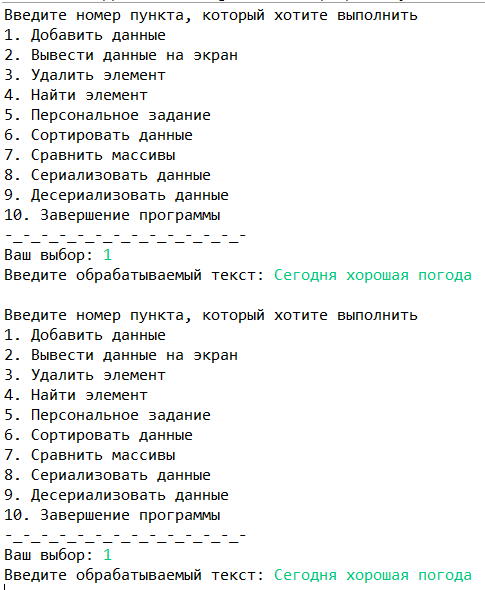 Введите номер пункта, который хотите выполнить
1. Добавить данные
2. Вывести данные на экран
3. Удалить элемент
4. Найти элемент
5. Персональное задание
6. Сортировать данные
7. Сравнить массивы
8. Сериализовать данные
9. Десериализовать данные
10. Завершение программы
-_-_-_-_-_-_-_-_-_-_-_-_-_-
Ваш выбор: 1
Введите обрабатываемый текст: Сегодня хорошая погода
Введите номер пункта, который хотите выполнить
1. Добавить данные
2. Вывести данные на экран
3. Удалить элемент
4. Найти элемент
5. Персональное задание
6. Сортировать данные
7. Сравнить массивы
8. Сериализовать данные
9. Десериализовать данные
10. Завершение программы
-_-_-_-_-_-_-_-_-_-_-_-_-_-
Ваш выбор: 1
Введите обрабатываемый текст: Сегодня хорошая погода